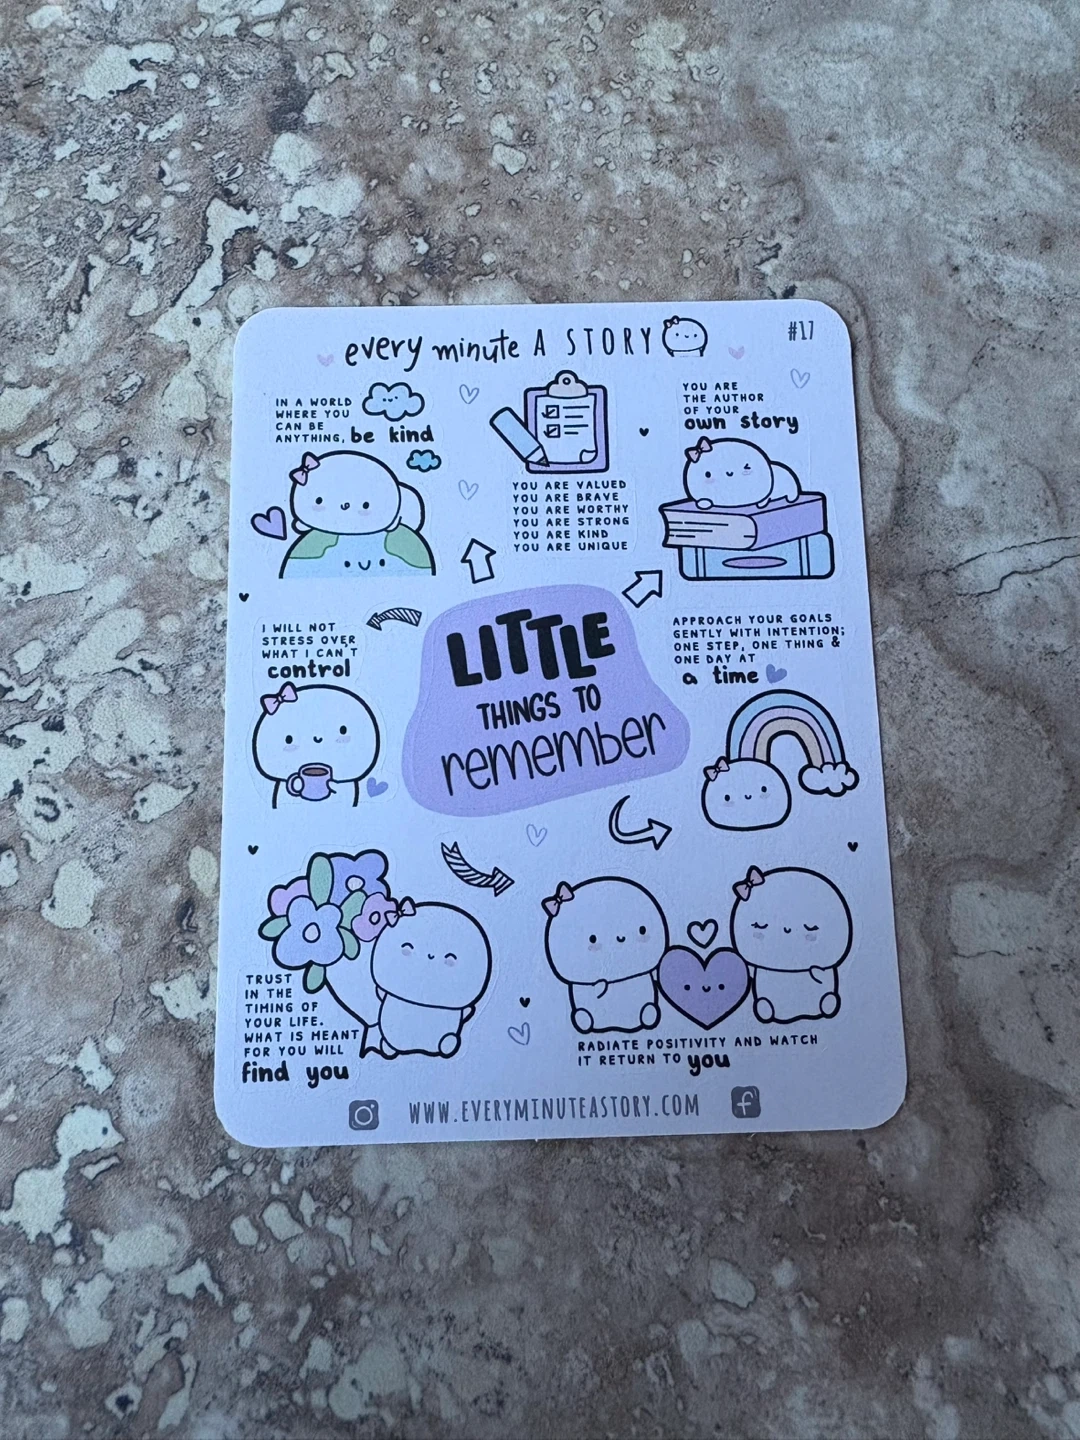 every minute A STORY
#17
IN A WORLD
WHERE YOU
CAN BE
ANYTHING, be kind
YOU ARE VALUED
YOU ARE BRAVE
YOU ARE WORTHY
YOU ARE STRONG
YOU ARE KIND
YOU ARE UNIQUE
YOU ARE
THE AUTHOR
OF YOUR
own story
I WILL NOT
STRESS OVER
WHAT I CAN'T
control
LITTLE
THINGS TO
remember
APPROACH YOUR GOALS
GENTLY WITH INTENTION;
ONE STEP, ONE THING &
ONE DAY AT
a time
TRUST
IN THE
TIMING OF
YOUR LIFE.
WHAT IS MEANT
FOR YOU WILL
find you
RADIATE POSITIVITY AND WATCH
IT RETURN TO you
WWW.EVERYMINUTEASTORY.COM
f